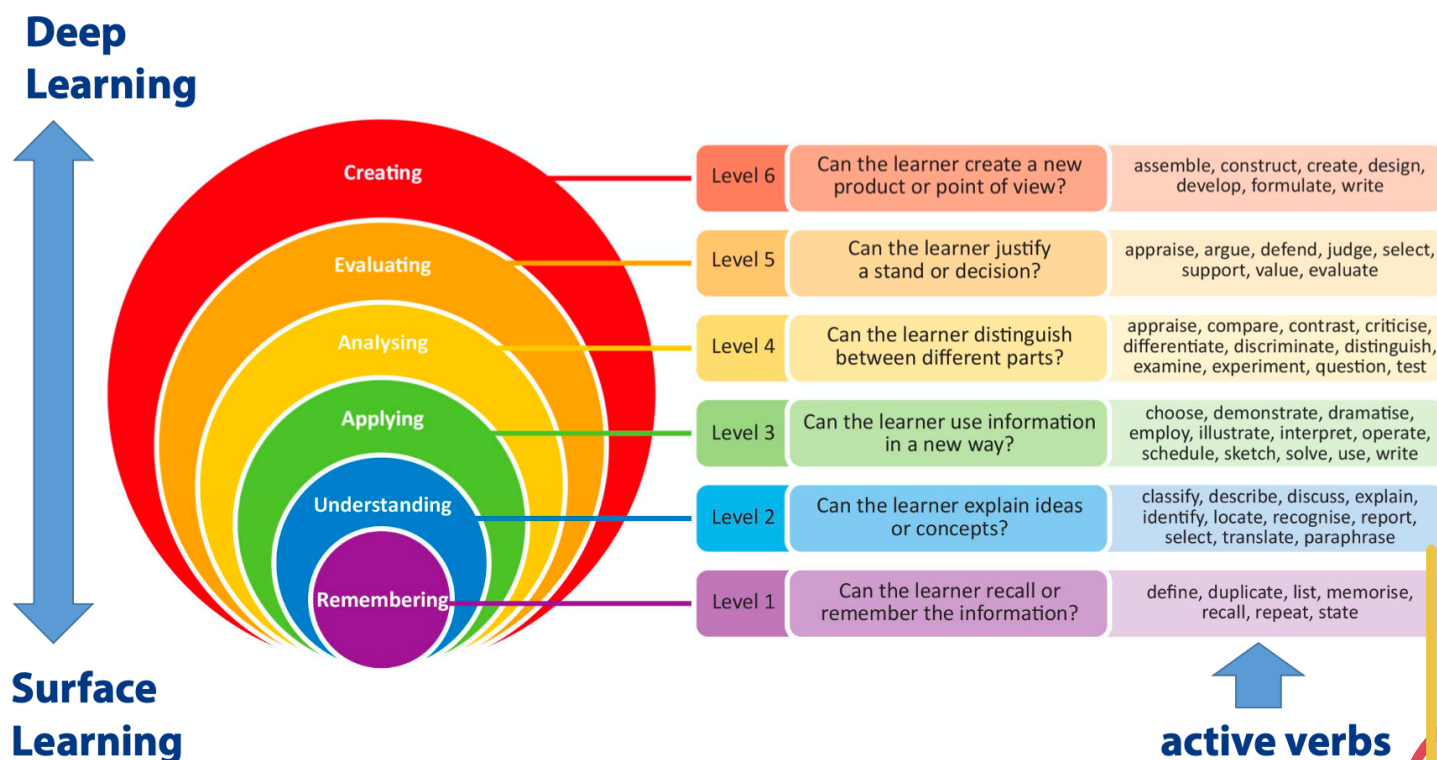 Deep
Learning
Creating
Evaluating
Analysing
Applying
Understanding
Remembering
Level 6
Can the learner create a new
product or point of view?
assemble, construct, create, design,
develop, formulate, write
Level 5
Can the learner justify
a stand or decision?
appraise, argue, defend, judge, select,
support, value, evaluate
Level 4
Can the learner distinguish
between different parts?
appraise, compare, contrast, criticise,
differentiate, discriminate, distinguish,
examine, experiment, question, test
Level 3
Can the learner use information
in a new way?
choose, demonstrate, dramatise,
employ, illustrate, interpret, operate,
schedule, sketch, solve, use, write
Level 2
Can the learner explain ideas
or concepts?
classify, describe, discuss, explain,
identify, locate, recognise, report,
select, translate, paraphrase
Level 1
Can the learner recall or
remember the information?
define, duplicate, list, memorise,
recall, repeat, state
Surface
Learning
active verbs